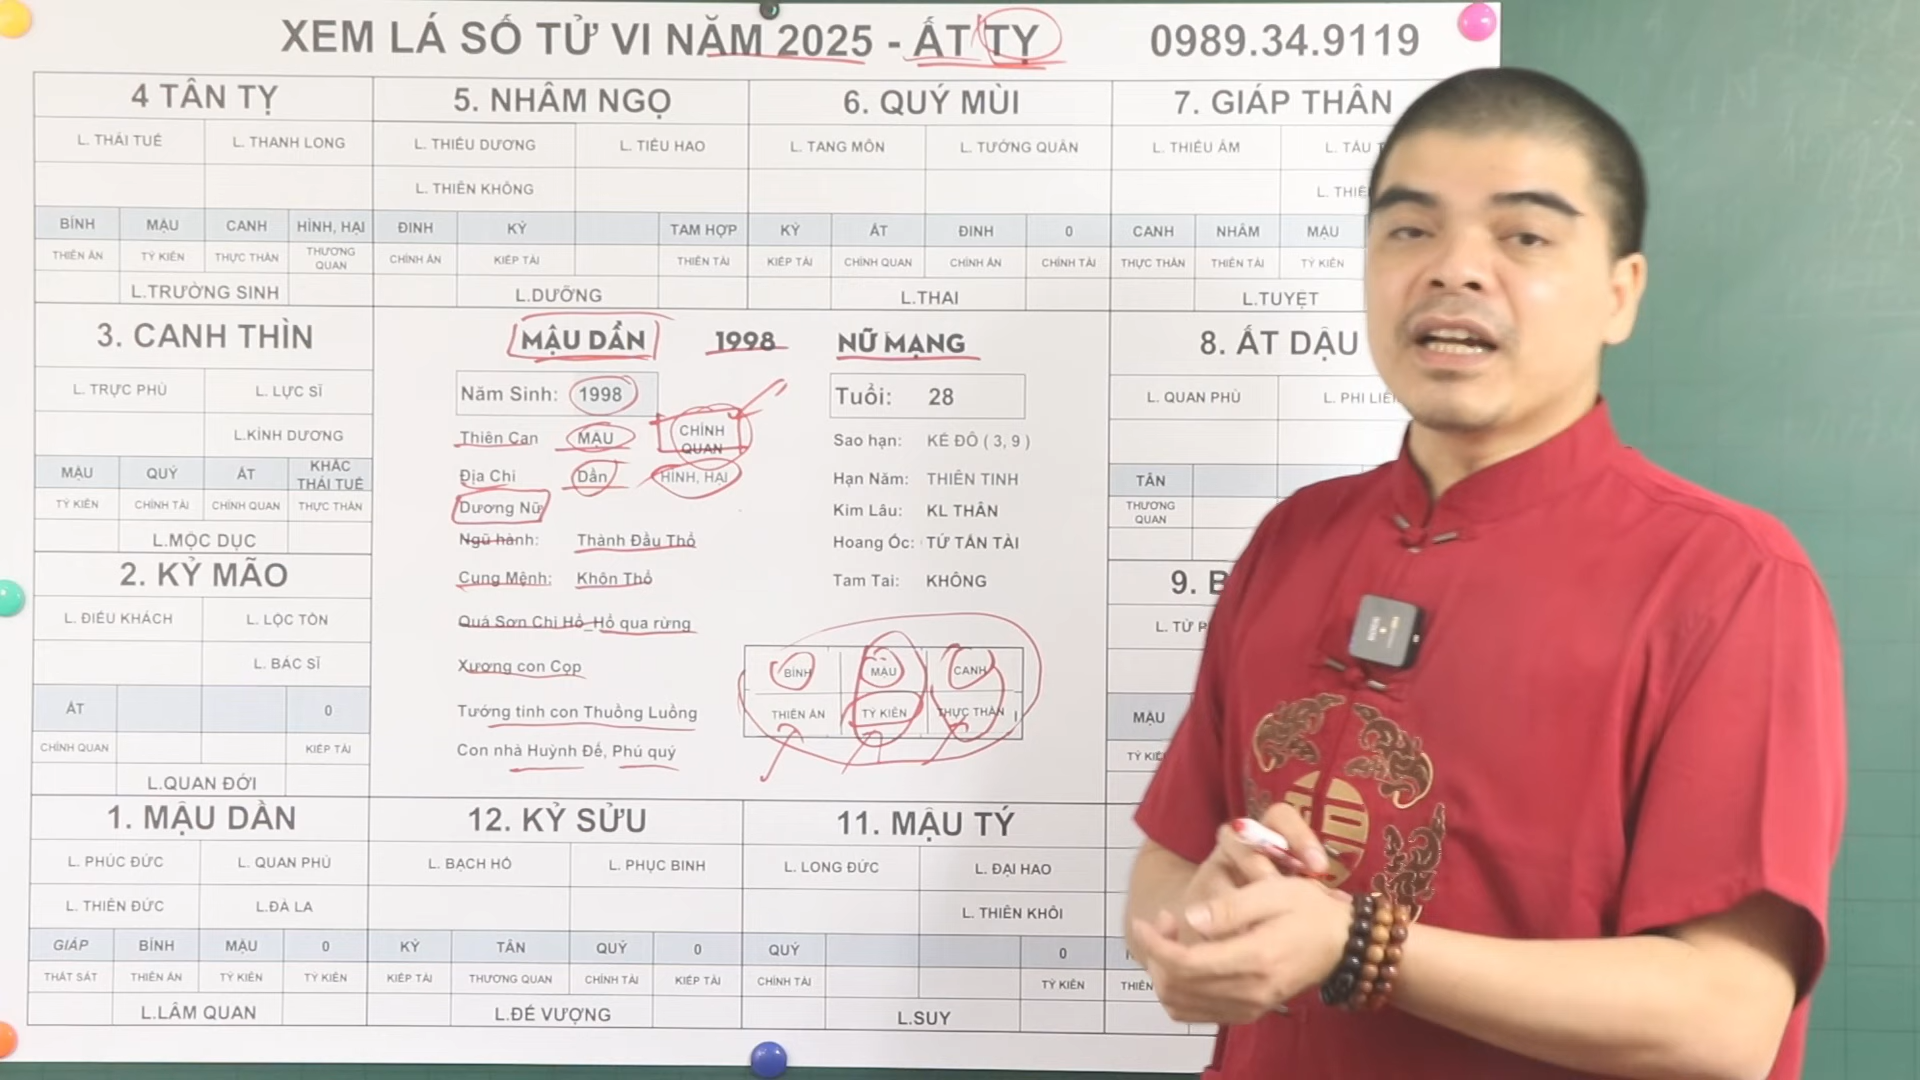 XEM LÁ SỐ TỬ VI NĂM 2025 - ẤT TỴ 0989.34.9119
4 TÂN TỴ
L. THÁI TUẾ L. THANH LONG
BÍNH MẬU CANH HÌNH, HẠI
THIÊN ẤN TỶ KIÊN THỰC THẦN THƯƠNG QUAN
L.TRƯỜNG SINH
5. NHÂM NGỌ
L. THIẾU DƯƠNG L. TIỂU HAO
L. THIÊN KHÔNG
ĐINH KỶ TAM HỢP
CHÍNH ẤN KIẾP TÀI THIÊN TÀI
L.DƯỠNG
6. QUÝ MÙI
L. TANG MÔN L. TƯỚNG QUÂN
KỶ ẤT ĐINH 0
KIẾP TÀI CHÍNH QUAN CHÍNH ẤN CHÍNH TÀI
L.THAI
7. GIÁP THÂN
L. THIẾU ÂM L. TẤU
L. THIÊ
CANH NHÂM MẬU
THỰC THẦN THIÊN TÀI TỶ KIÊN
L.TUYỆT
3. CANH THÌN
L. TRỰC PHÙ L. LỰC SĨ
L.KÌNH DƯƠNG
MẬU QUÝ ẤT KHẮC THÁI TUẾ
TỶ KIÊN CHÍNH TÀI CHÍNH QUAN THỰC THẦN
L.MỘC DỤC
MẬU DẦN 1998 NỮ MẠNG
Năm Sinh: 1998
Thiên Can MẬU CHÍNH QUAN
Địa Chi Dần HÌNH, HẠI
Dương Nữ
Ngũ hành: Thành Đầu Thổ
Cung Mệnh: Khôn Thổ
Quá Sơn Chi Hổ_Hổ qua rừng
Xương con Cọp
Tướng tinh con Thuồng Luồng
Con nhà Huỳnh Đế, Phú quý
Tuổi: 28
Sao hạn: KẾ ĐÔ ( 3, 9 )
Hạn Năm: THIÊN TINH
Kim Lâu: KL THÂN
Hoang Ốc: TỨ TẤN TÀI
Tam Tai: KHÔNG
BÍNH MẬU CANH
THIÊN ẤN TỶ KIÊN THỰC THẦN
8. ẤT DẬU
L. QUAN PHÙ L. PHI LIÊ
TÂN
THƯƠNG QUAN
2. KỶ MÃO
L. ĐIẾU KHÁCH L. LỘC TỒN
L. BÁC SĨ
ẤT 0
CHÍNH QUAN KIẾP TÀI
L.QUAN ĐỚI
9. B
L. TỬ P
MẬU
TỶ KIÊ
1. MẬU DẦN
L. PHÚC ĐỨC L. QUAN PHỦ
L. THIÊN ĐỨC L.ĐÀ LA
GIÁP BÍNH MẬU 0
THẤT SÁT THIÊN ẤN TỶ KIÊN TỶ KIÊN
L.LÂM QUAN
12. KỶ SỬU
L. BẠCH HỔ L. PHỤC BINH
KỶ TÂN QUÝ 0
KIẾP TÀI THƯƠNG QUAN CHÍNH TÀI KIẾP TÀI
L.ĐẾ VƯỢNG
11. MẬU TÝ
L. LONG ĐỨC L. ĐẠI HAO
L. THIÊN KHÔI
QUÝ 0
CHÍNH TÀI TỶ KIÊN
L.SUY
THIÊN